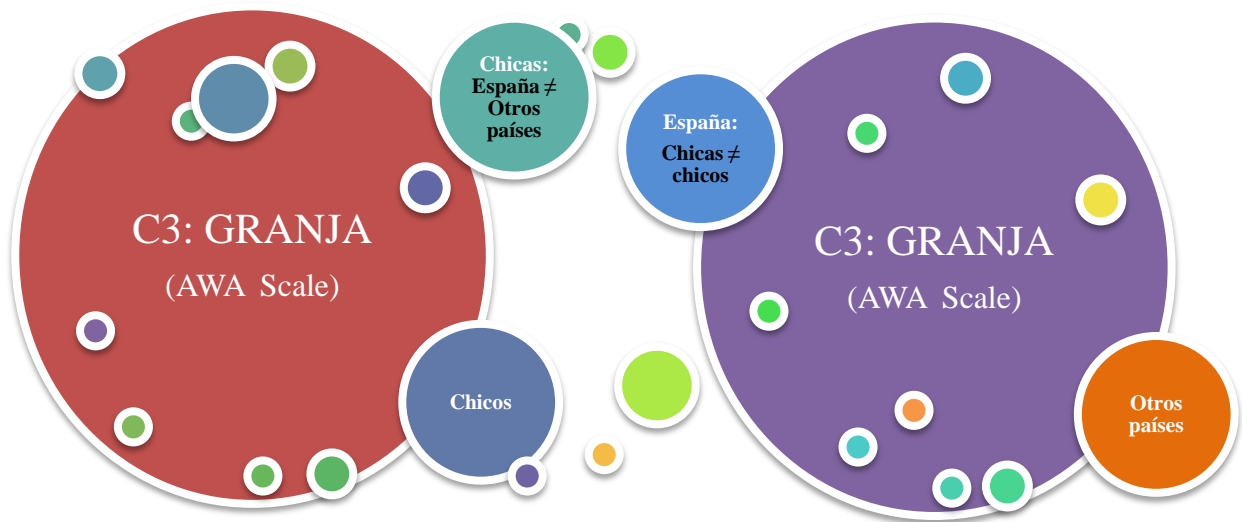 Chicas:
España ≠
Otros
países
C3: GRANJA
(AWA Scale)
Chicos
España:
Chicas ≠
chicos
C3: GRANJA
(AWA Scale)
Otros
países